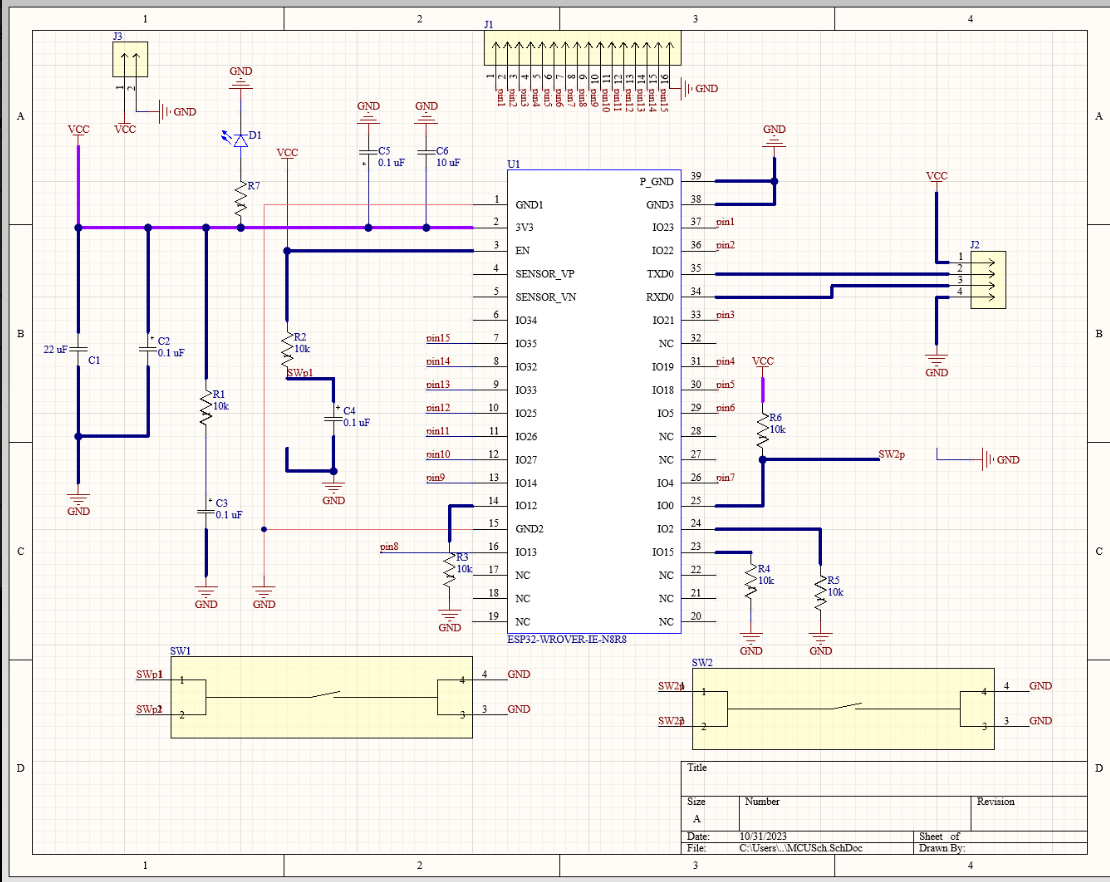 1 2 3 4
J3
1 2
VCC
GND
J1
1 2 3 4 5 6 7 8 9 10 11 12 13 14 15 16
pin1 pin2 pin3 pin4 pin5 pin6 pin7 pin8 pin9 pin10 pin11 pin12 pin13 pin14 pin15
GND
A
A
VCC
GND
D1
R7
VCC
GND
C5
0.1 uF
GND
C6
10 uF
GND
VCC
U1
P_GND 39
1 GND1 GND3 38
2 3V3 IO23 37 pin1
3 EN IO22 36 pin2
4 SENSOR_VP TXD0 35
5 SENSOR_VN RXD0 34
6 IO34 IO21 33 pin3
pin15 7 IO35 NC 32
pin14 8 IO32 IO19 31 pin4
pin13 9 IO33 IO18 30 pin5
pin12 10 IO25 IO5 29 pin6
pin11 11 IO26 NC 28
pin10 12 IO27 NC 27
pin9 13 IO14 IO4 26 pin7
14 IO12 IO0 25
15 GND2 IO2 24
pin8 16 IO13 IO15 23
17 NC NC 22
18 NC NC 21
19 NC NC 20
ESP32-WROVER-IE-N8R8
J2
1
2
3
4
GND
B
B
22 uF
C1
C2
0.1 uF
GND
R1
10k
C3
0.1 uF
GND
GND
R2
10k
SWp1
C4
0.1 uF
GND
R3
10k
GND
VCC
R6
10k
SW2p
GND
R4
10k
GND
R5
10k
GND
C
C
SW1
SWp1 1 4 4 GND
SWp2 2 3 3 GND
SW2
1 4 4 GND
2 3 3 GND
D
D
Title
Size Number Revision
A
Date: 10/31/2023 Sheet of
File: C:\Users\..\MCUSch.SchDoc Drawn By:
1 2 3 4